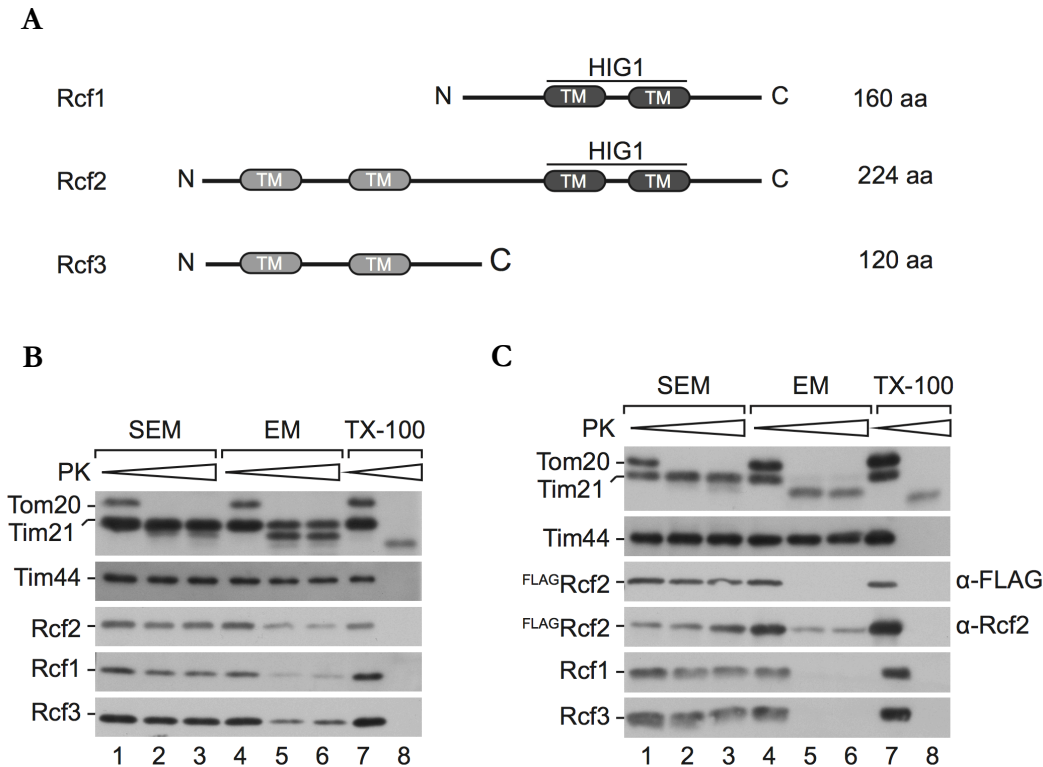 A
HIG1
Rcf1 N TM TM C 160 aa
HIG1
Rcf2 N TM TM TM TM C 224 aa
Rcf3 N TM TM C 120 aa
B
SEM EM TX-100
PK
Tom20
Tim21
Tim44
Rcf2
Rcf1
Rcf3
1 2 3 4 5 6 7 8
C
SEM EM TX-100
PK
Tom20
Tim21
Tim44
FLAGRcf2 α-FLAG
FLAGRcf2 α-Rcf2
Rcf1
Rcf3
1 2 3 4 5 6 7 8